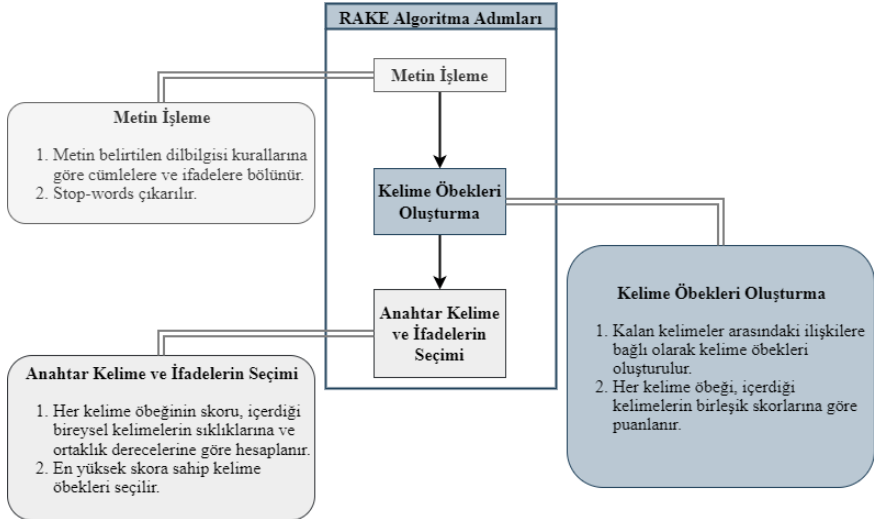 RAKE Algoritma Adımları
Metin İşleme
Metin İşleme
1. Metin belirtilen dilbilgisi kurallarına
göre cümlelere ve ifadelere bölünür.
2. Stop-words çıkarılır.
Kelime Öbekleri
Oluşturma
Kelime Öbekleri Oluşturma
1. Kalan kelimeler arasındaki ilişkilere
bağlı olarak kelime öbekleri
oluşturulur.
2. Her kelime öbeği, içerdiği
kelimelerin birleşik skorlarına göre
puanlanır.
Anahtar Kelime
ve İfadelerin
Seçimi
Anahtar Kelime ve İfadelerin Seçimi
1. Her kelime öbeğinin skoru, içerdiği
bireysel kelimelerin sıklıklarına ve
ortaklık derecelerine göre hesaplanır.
2. En yüksek skora sahip kelime
öbekleri seçilir.